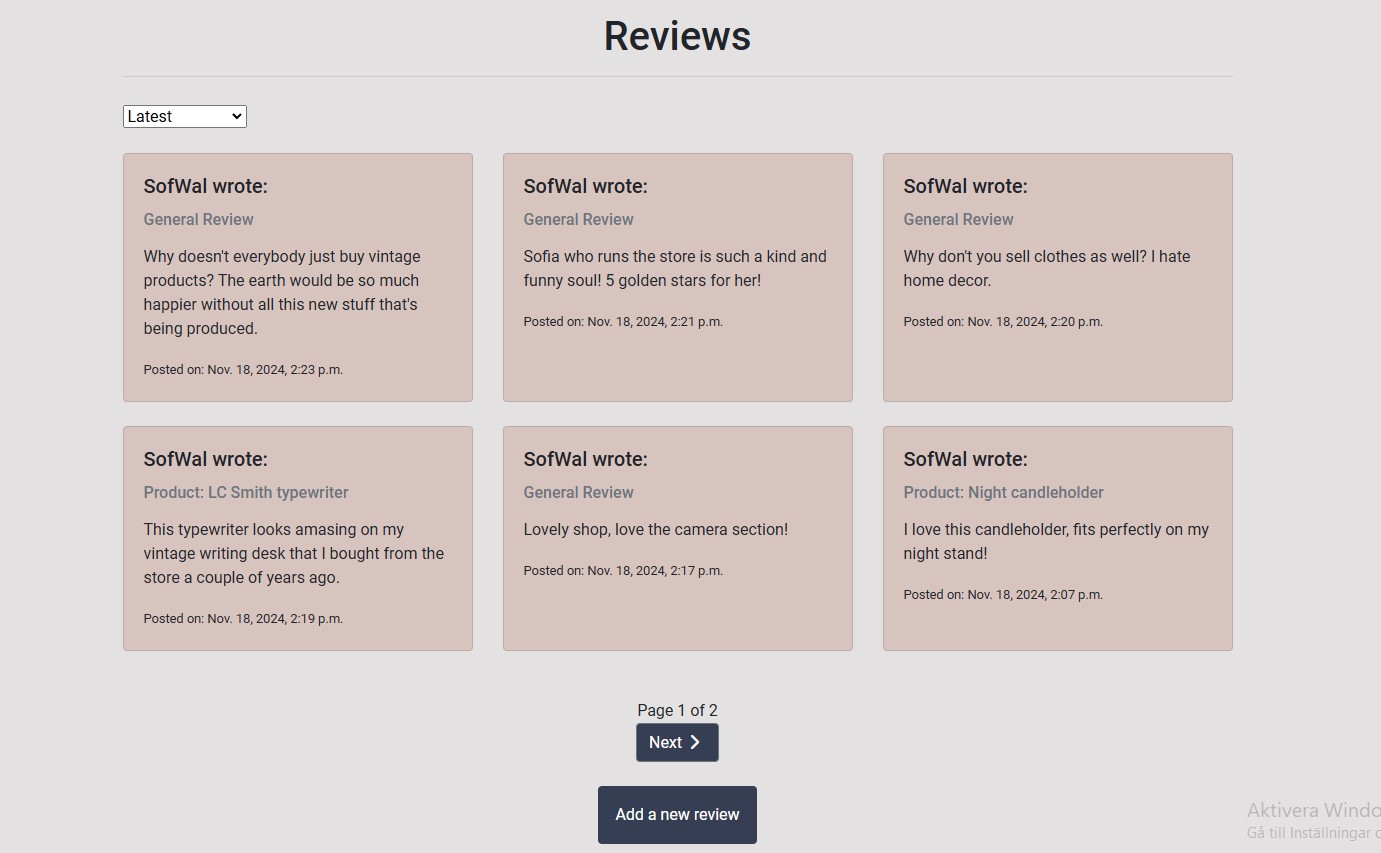 Reviews
Latest
SofWal wrote:
General Review
Why doesn't everybody just buy vintage
products? The earth would be so much
happier without all this new stuff that's
being produced.
Posted on: Nov. 18, 2024, 2:23 p.m.
SofWal wrote:
General Review
Sofia who runs the store is such a kind and
funny soul! 5 golden stars for her!
Posted on: Nov. 18, 2024, 2:21 p.m.
SofWal wrote:
General Review
Why don't you sell clothes as well? I hate
home decor.
Posted on: Nov. 18, 2024, 2:20 p.m.
SofWal wrote:
Product: LC Smith typewriter
This typewriter looks amasing on my
vintage writing desk that I bought from the
store a couple of years ago.
Posted on: Nov. 18, 2024, 2:19 p.m.
SofWal wrote:
General Review
Lovely shop, love the camera section!
Posted on: Nov. 18, 2024, 2:17 p.m.
SofWal wrote:
Product: Night candleholder
I love this candleholder, fits perfectly on my
night stand!
Posted on: Nov. 18, 2024, 2:07 p.m.
Page 1 of 2
Next
Add a new review
Aktivera Windo
Gå till Inställningar